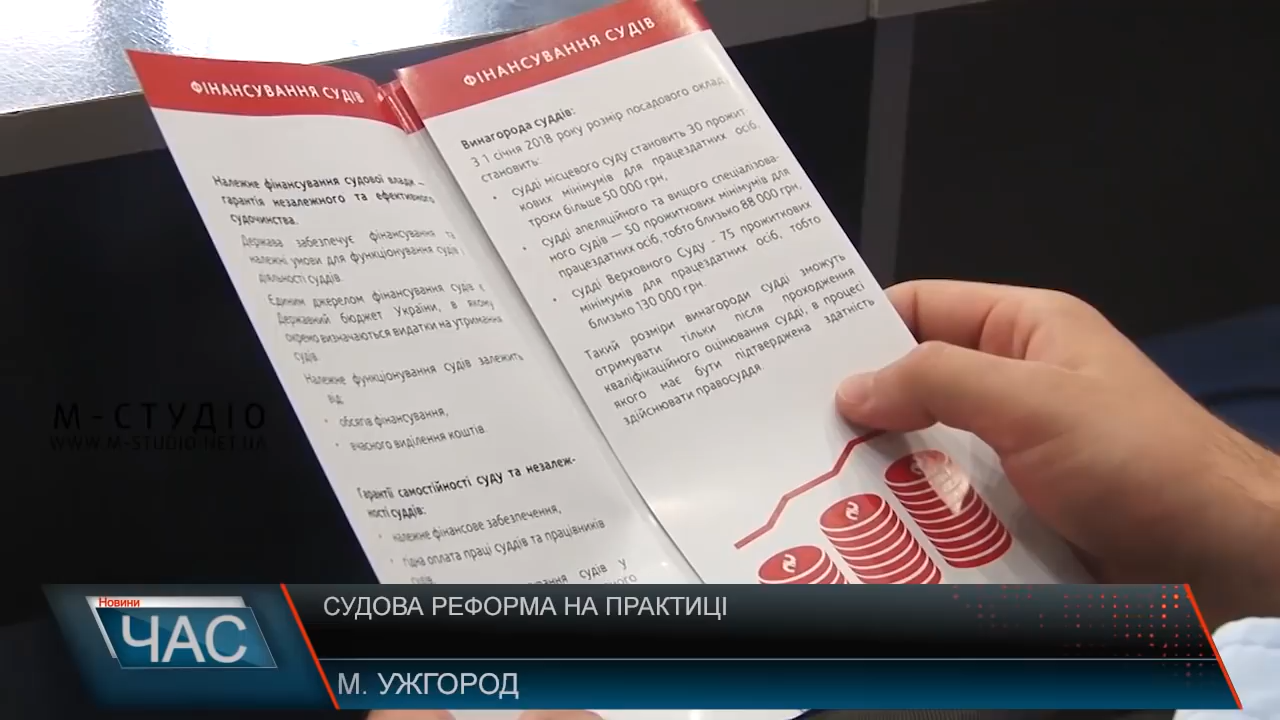 ФІНАНСУВАННЯ СУДІВ
Належне фінансування судової влади –
гарантія незалежного та ефективного
судочинства.
Держава забезпечує фінансування та
належні умови для функціонування судів і
діяльності суддів.
Єдиним джерелом фінансування судів є
Державний бюджет України, в якому
окремо визначаються видатки на утримання
судів.
Належне функціонування судів залежить
від:
• обсягів фінансування,
• вчасного виділення коштів.
Гарантії самостійності суду та незалеж-
ності суддів:
• належне фінансове забезпечення,
• гідна оплата праці суддів та працівників
судів,
судів у
ФІНАНСУВАННЯ СУДІВ
Винагорода суддів:
З 1 січня 2018 року розмір посадового оклад
становить:
• судді місцевого суду становить 30 прожит-
кових мінімумів для працездатних осіб,
трохи більше 50 000 грн,
• судді апеляційного та вищого спеціалізова-
ного судів — 50 прожиткових мінімумів для
працездатних осіб, тобто близько 88 000 грн,
• судді Верховного Суду - 75 прожиткових
мінімумів для працездатних осіб, тобто
близько 130 000 грн.
Такий розміри винагороди судді зможуть
отримувати тільки після проходження
кваліфікаційного оцінювання судді, в процесі
якого має бути підтверджена здатність
здійснювати правосуддя.
М-СТУДІО
WWW.M-STUDIO.NET.UA
Новини
ЧАС
СУДОВА РЕФОРМА НА ПРАКТИЦІ
М. УЖГОРОД